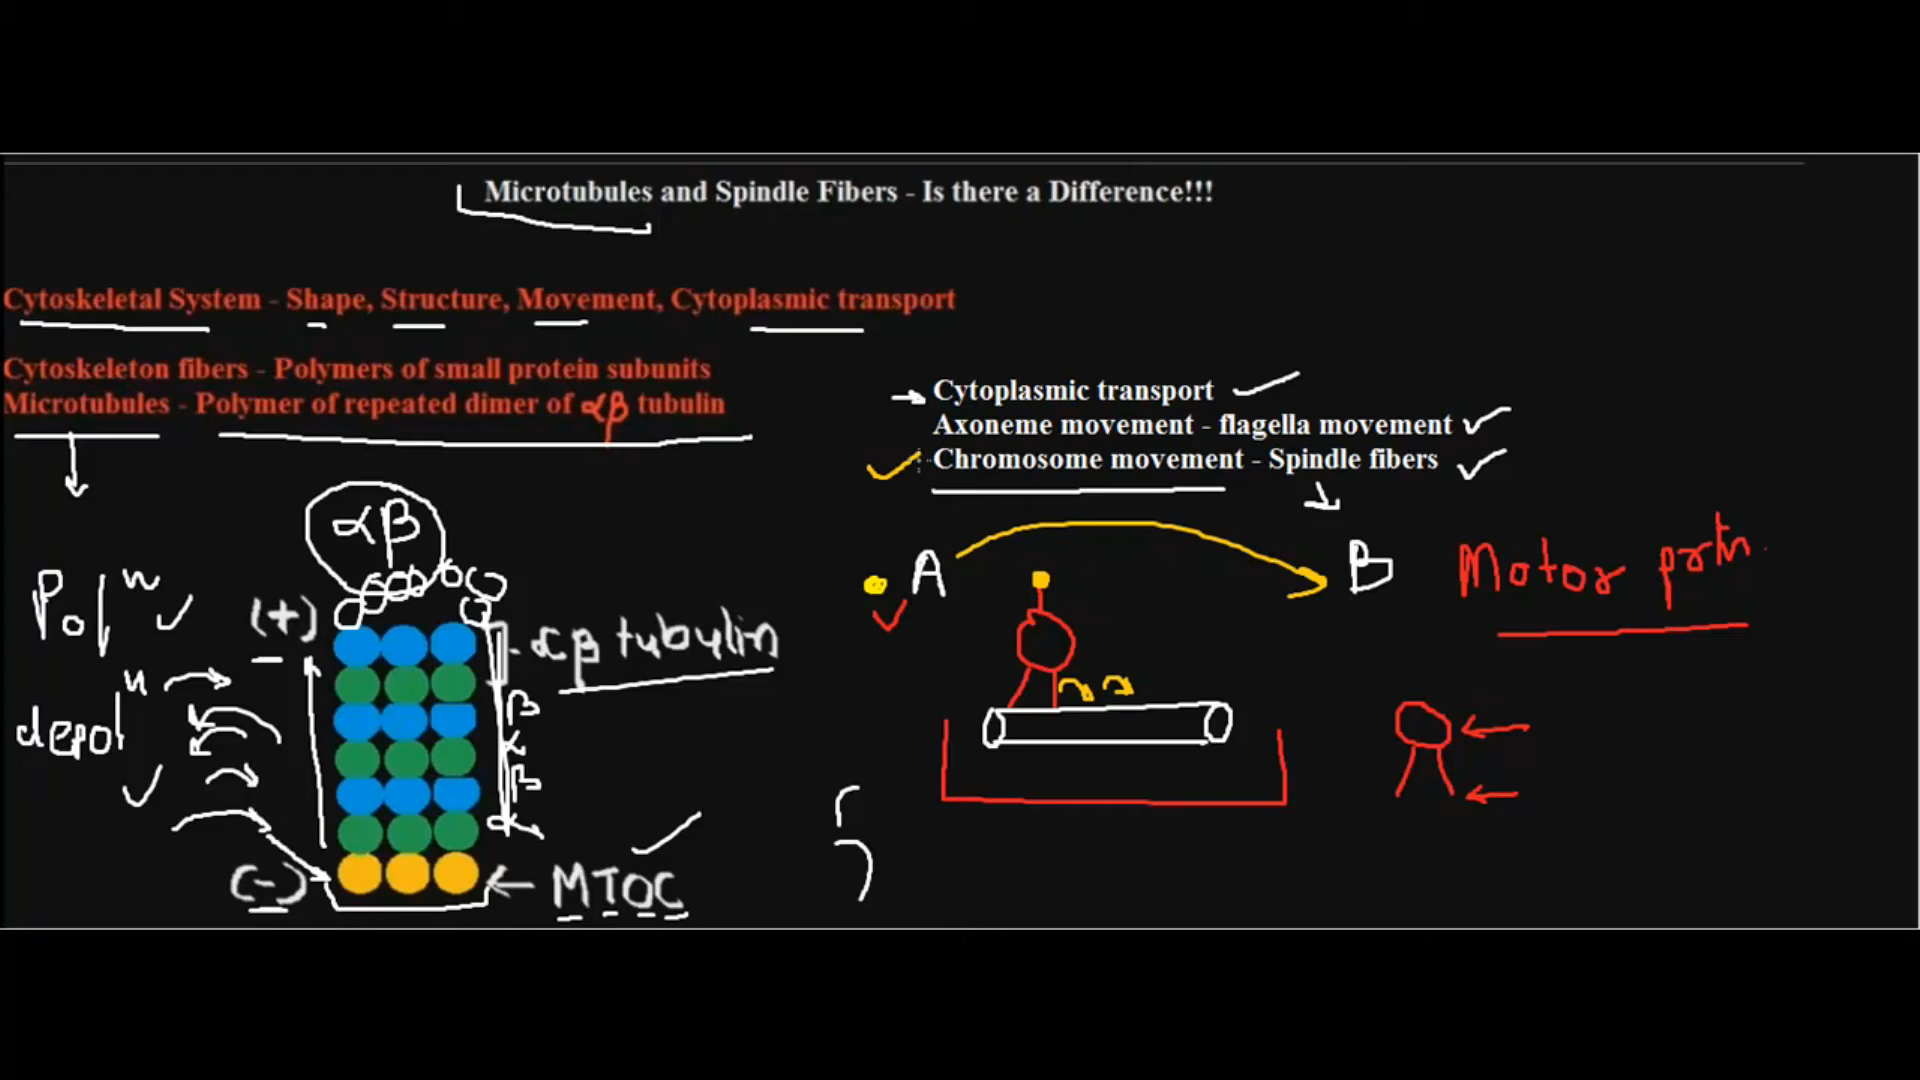 Microtubules and Spindle Fibers - Is there a Difference!!!
Cytoskeletal System - Shape, Structure, Movement, Cytoplasmic transport
Cytoskeleton fibers - Polymers of small protein subunits
Microtubules - Polymer of repeated dimer of αβ tubulin
Cytoplasmic transport
Axoneme movement - flagella movement
Chromosome movement - Spindle fibers
αβ
Polⁿ
(+)
αβ tubulin
depolⁿ
β
α
β
α
(-)
MTOC
A
B
Motor prtn.